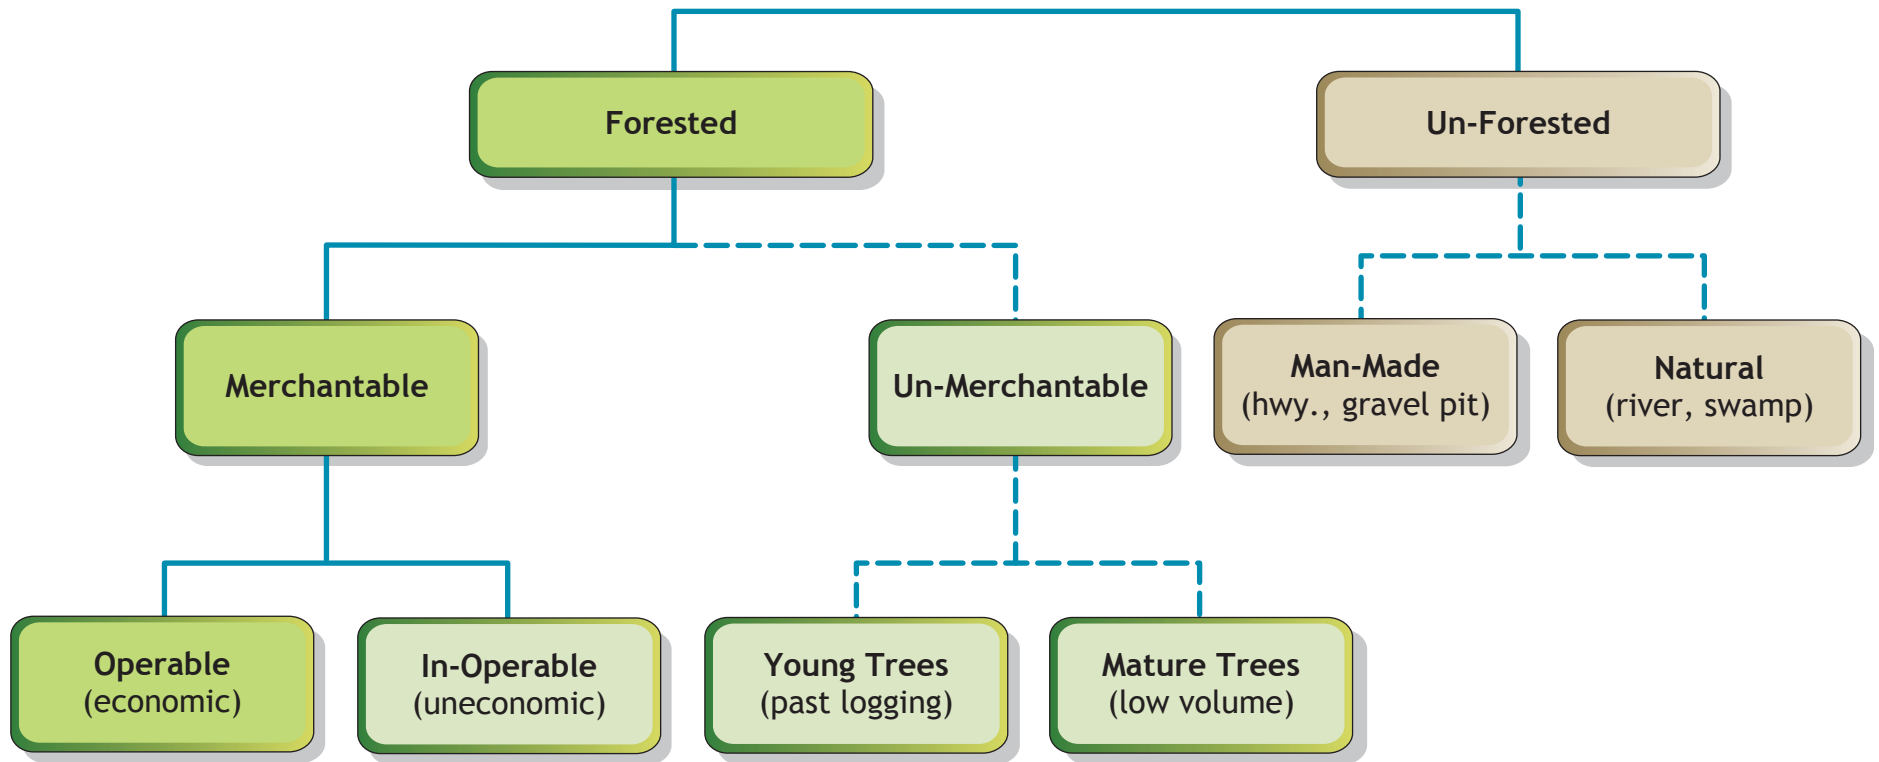 Forested
Un-Forested
Merchantable
Un-Merchantable
Man-Made
(hwy., gravel pit)
Natural
(river, swamp)
Operable
(economic)
In-Operable
(uneconomic)
Young Trees
(past logging)
Mature Trees
(low volume)